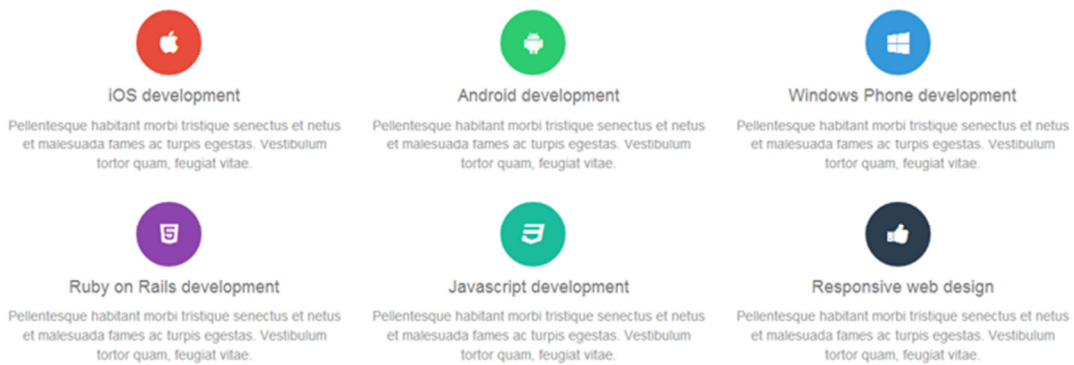 iOS development
Pellentesque habitant morbi tristique senectus et netus
et malesuada fames ac turpis egestas. Vestibulum
tortor quam, feugiat vitae.
Android development
Pellentesque habitant morbi tristique senectus et netus
et malesuada fames ac turpis egestas. Vestibulum
tortor quam, feugiat vitae.
Windows Phone development
Pellentesque habitant morbi tristique senectus et netus
et malesuada fames ac turpis egestas. Vestibulum
tortor quam, feugiat vitae.
5
Ruby on Rails development
Pellentesque habitant morbi tristique senectus et netus
et malesuada fames ac turpis egestas. Vestibulum
tortor quam, feugiat vitae.
3
Javascript development
Pellentesque habitant morbi tristique senectus et netus
et malesuada fames ac turpis egestas. Vestibulum
tortor quam, feugiat vitae.
Responsive web design
Pellentesque habitant morbi tristique senectus et netus
et malesuada fames ac turpis egestas. Vestibulum
tortor quam, feugiat vitae.